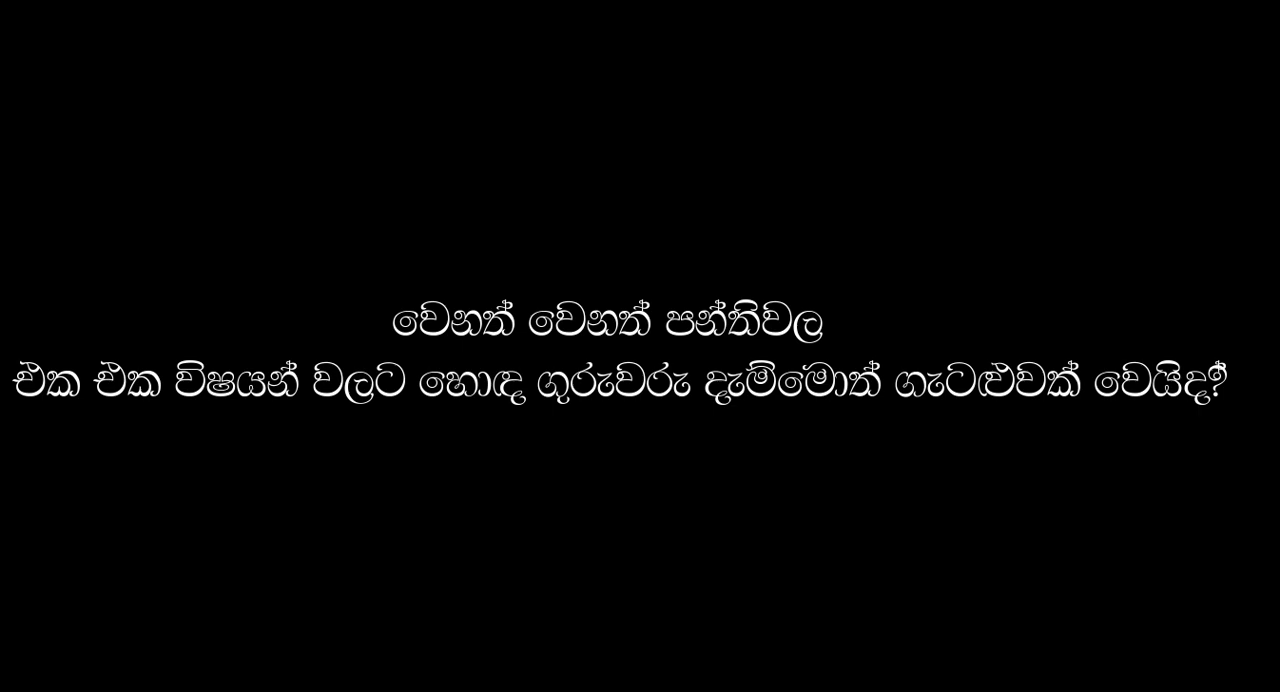 වෙනත් වෙනත් පන්තිවල
එක එක විෂයන් වලට හොඳ ගුරුවරු දැම්මොත් ගැටළුවක් වෙයිද?